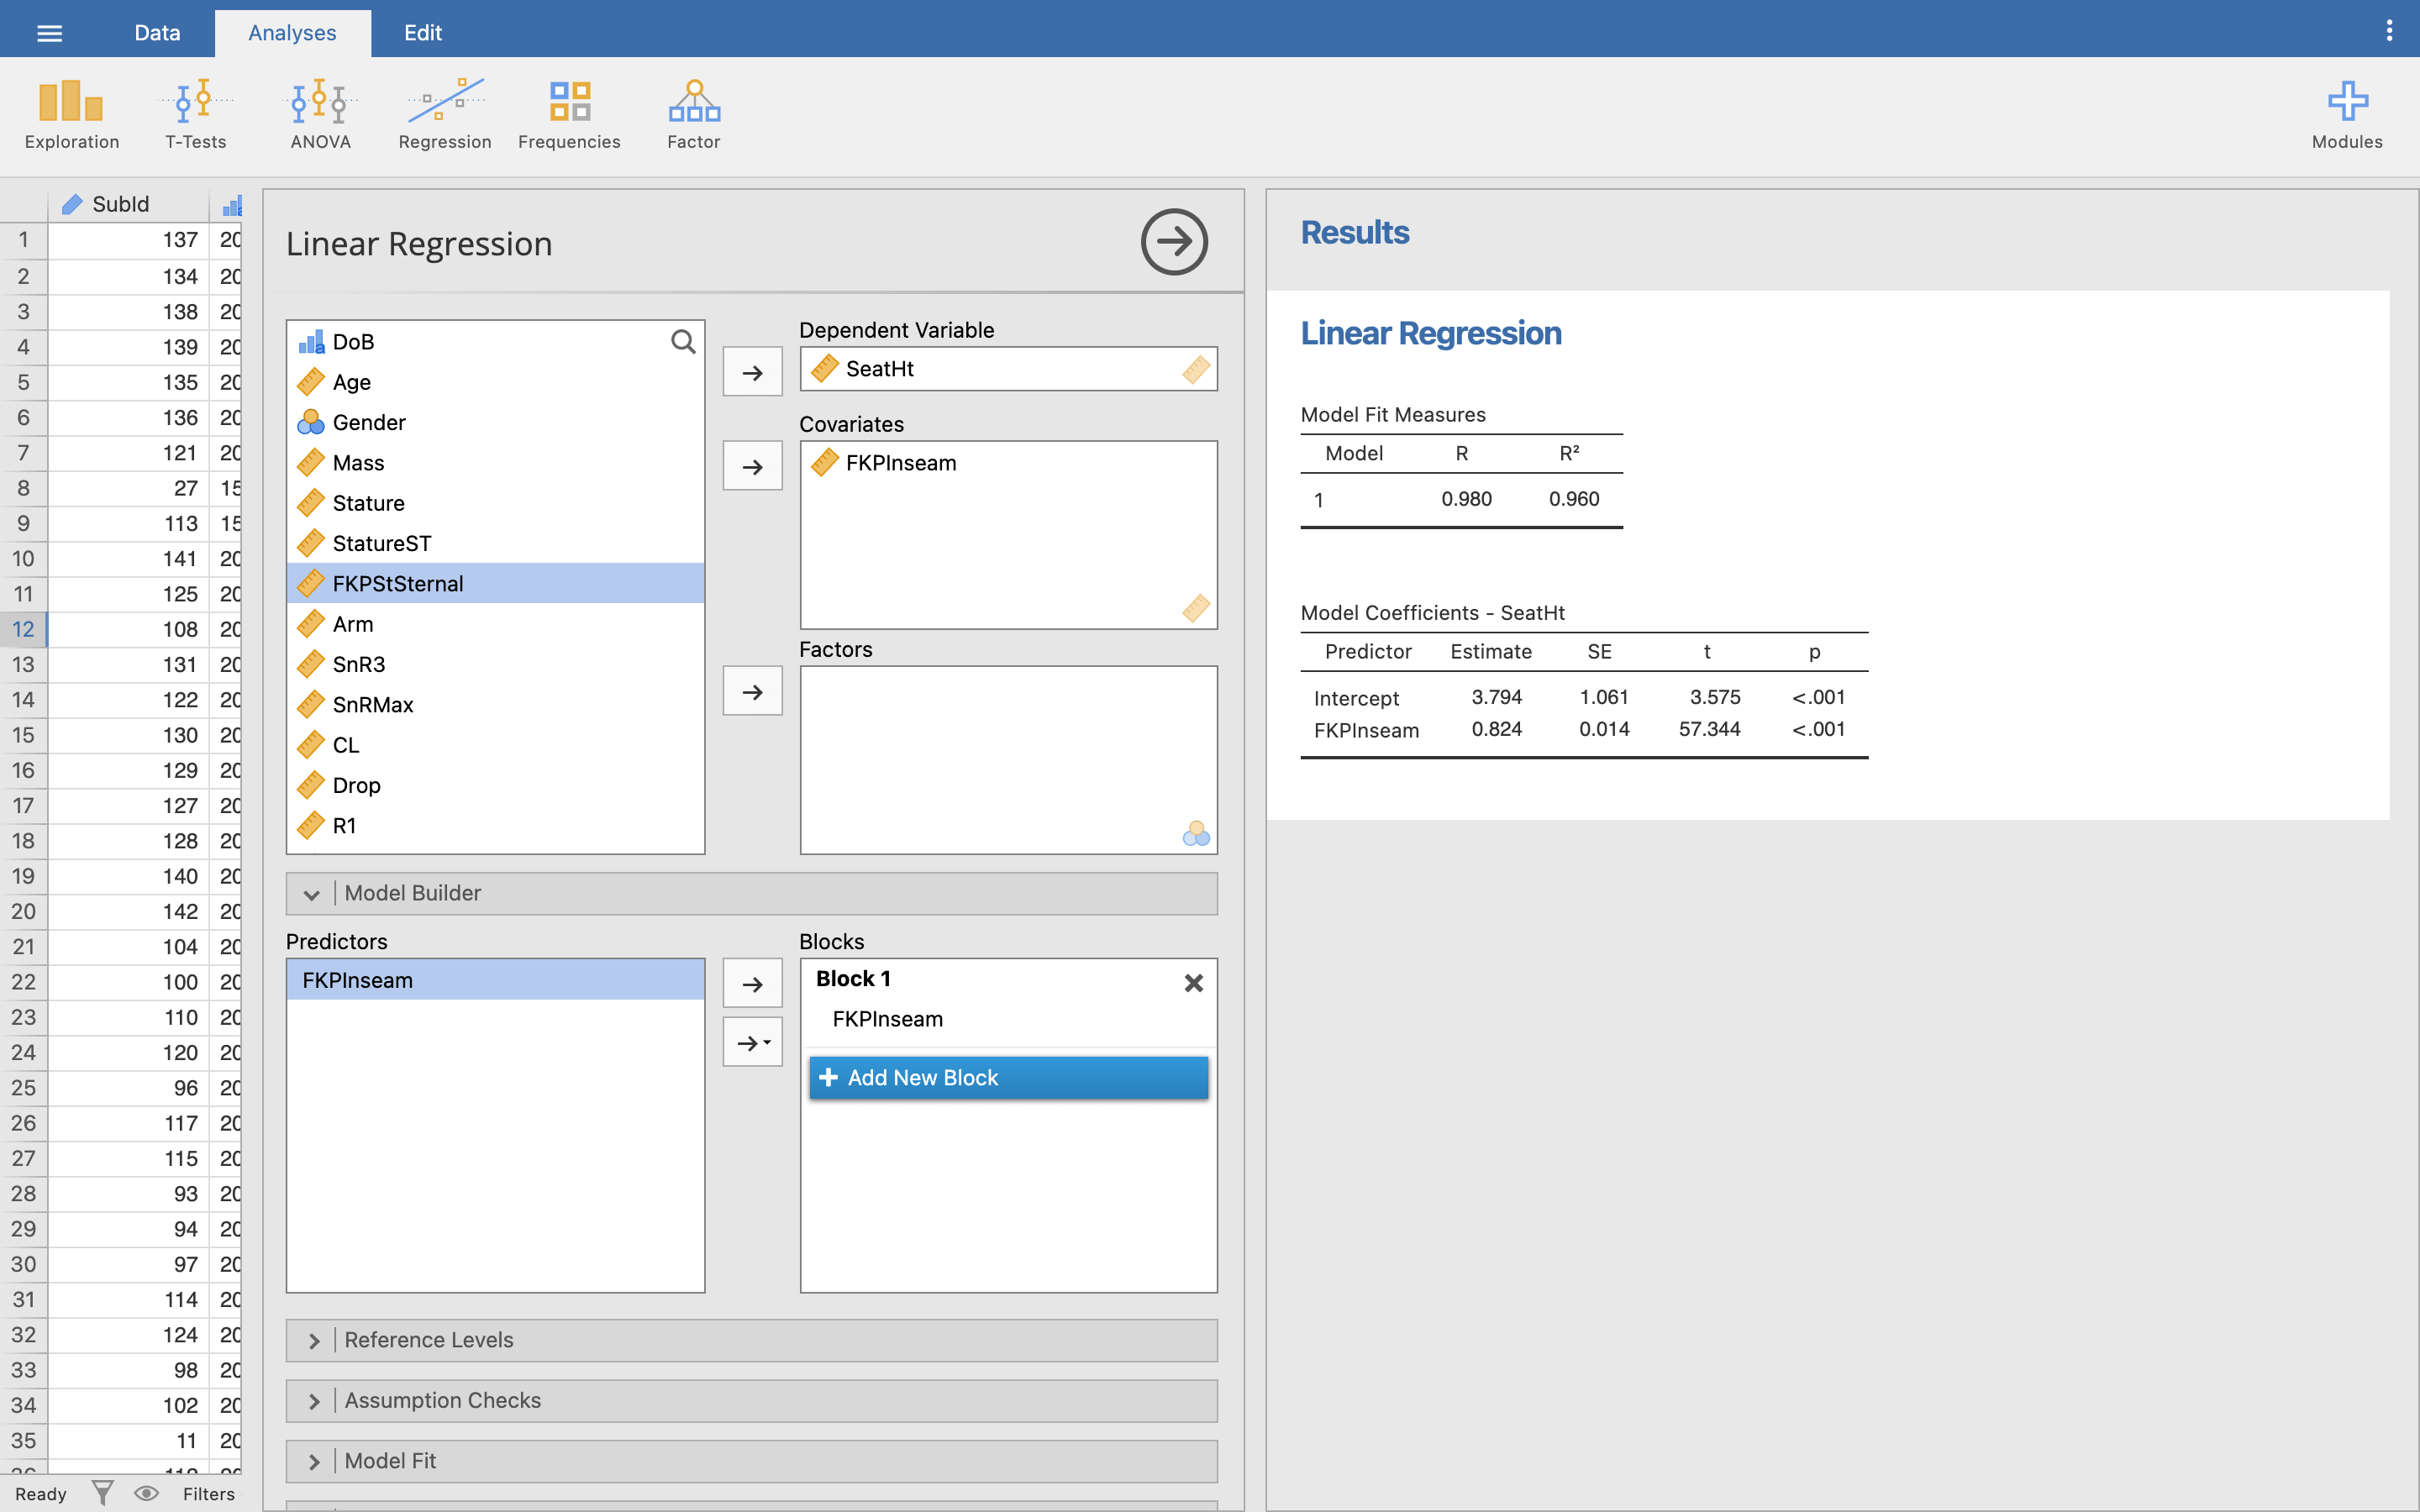 Data
Analyses
Edit
Exploration
T-Tests
ANOVA
Regression
Frequencies
Factor
Modules
SubId
1 137 20
2 134 20
3 138 20
4 139 20
5 135 20
6 136 20
7 121 20
8 27 15
9 113 15
10 141 20
11 125 20
12 108 20
13 131 20
14 122 20
15 130 20
16 129 20
17 127 20
18 128 20
19 140 20
20 142 20
21 104 20
22 100 20
23 110 20
24 120 20
25 96 20
26 117 20
27 115 20
28 93 20
29 94 20
30 97 20
31 114 20
32 124 20
33 98 20
34 102 20
35 11 20
Ready
Filters
Linear Regression
DoB
Age
Gender
Mass
Stature
StatureST
FKPStSternal
Arm
SnR3
SnRMax
CL
Drop
R1
Dependent Variable
SeatHt
Covariates
FKPInseam
Factors
Model Builder
Predictors
FKPInseam
Blocks
Block 1
FKPInseam
Add New Block
Reference Levels
Assumption Checks
Model Fit
Results
Linear Regression
Model Fit Measures
Model R R²
1 0.980 0.960
Model Coefficients - SeatHt
Predictor Estimate SE t p
Intercept 3.794 1.061 3.575 <.001
FKPInseam 0.824 0.014 57.344 <.001